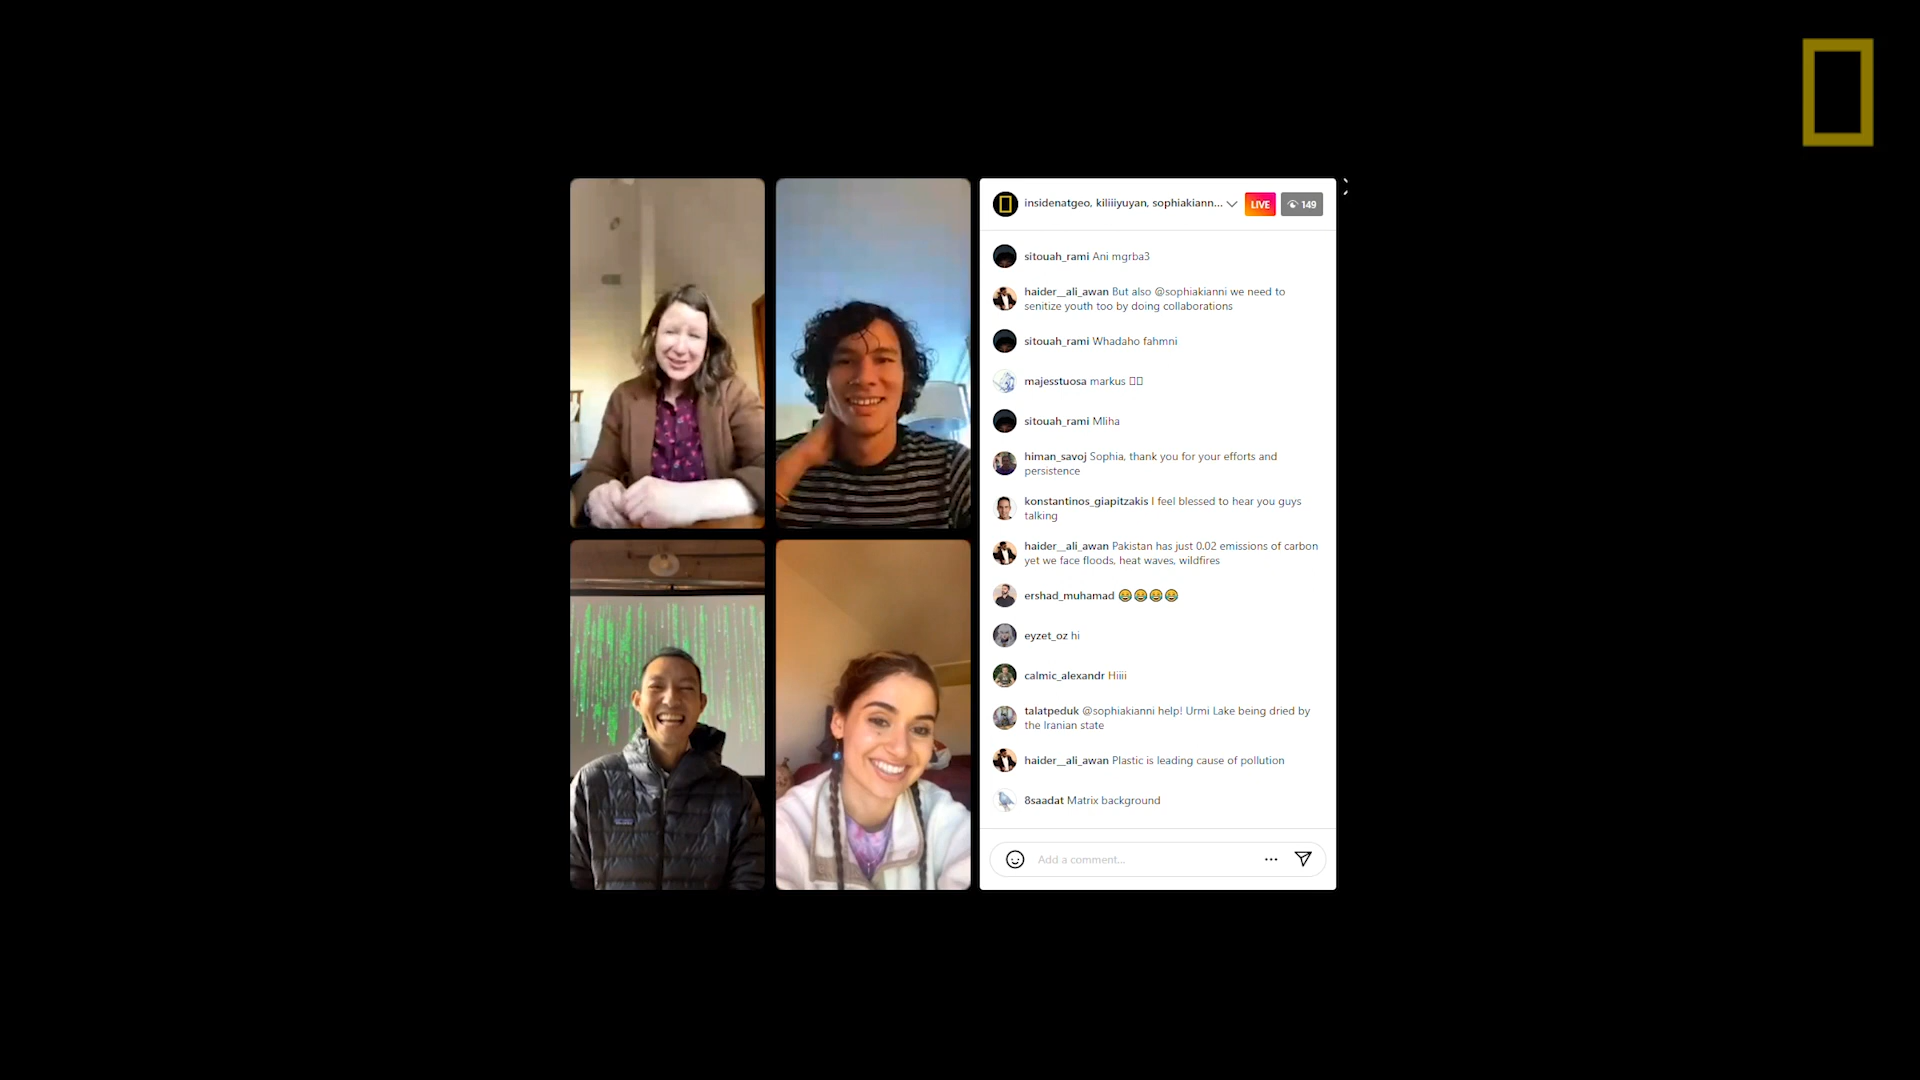 insidenatgeo, kiliiiyuyan, sophiakiann...
LIVE
149
sitouah_rami Ani mgrba3
haider__ali_awan But also @sophiakianni we need to
senitize youth too by doing collaborations
sitouah_rami Whadaho fahmni
majesstuosa markus
sitouah_rami Mliha
himan_savoj Sophia, thank you for your efforts and
persistence
konstantinos_giapitzakis I feel blessed to hear you guys
talking
haider__ali_awan Pakistan has just 0.02 emissions of carbon
yet we face floods, heat waves, wildfires
ershad_muhamad 😂😂😂😂
eyzet_oz hi
calmic_alexandr Hiiii
talatpeduk @sophiakianni help! Urmi Lake being dried by
the Iranian state
haider__ali_awan Plastic is leading cause of pollution
8saadat Matrix background
Add a comment...